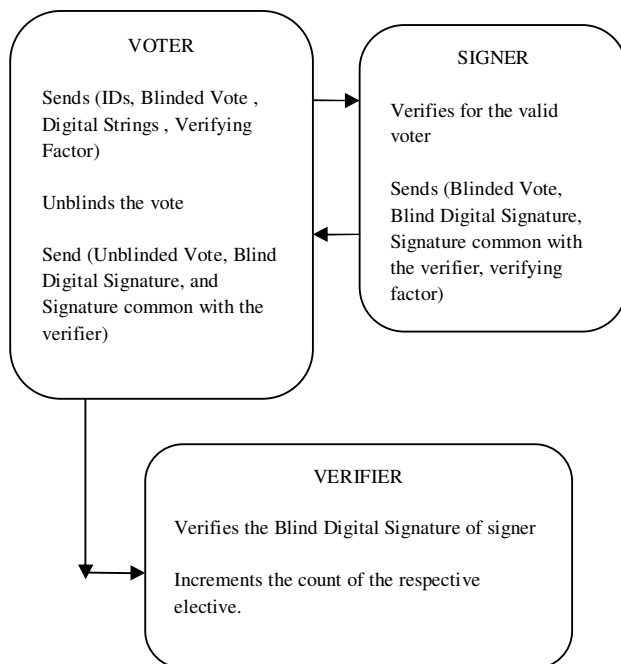 VOTER
Sends (IDs, Blinded Vote ,
Digital Strings , Verifying
Factor)
Unblinds the vote
Send (Unblinded Vote, Blind
Digital Signature, and
Signature common with the
verifier)
SIGNER
Verifies for the valid
voter
Sends (Blinded Vote,
Blind Digital Signature,
Signature common with
the verifier, verifying
factor)
VERIFIER
Verifies the Blind Digital Signature of signer
Increments the count of the respective
elective.